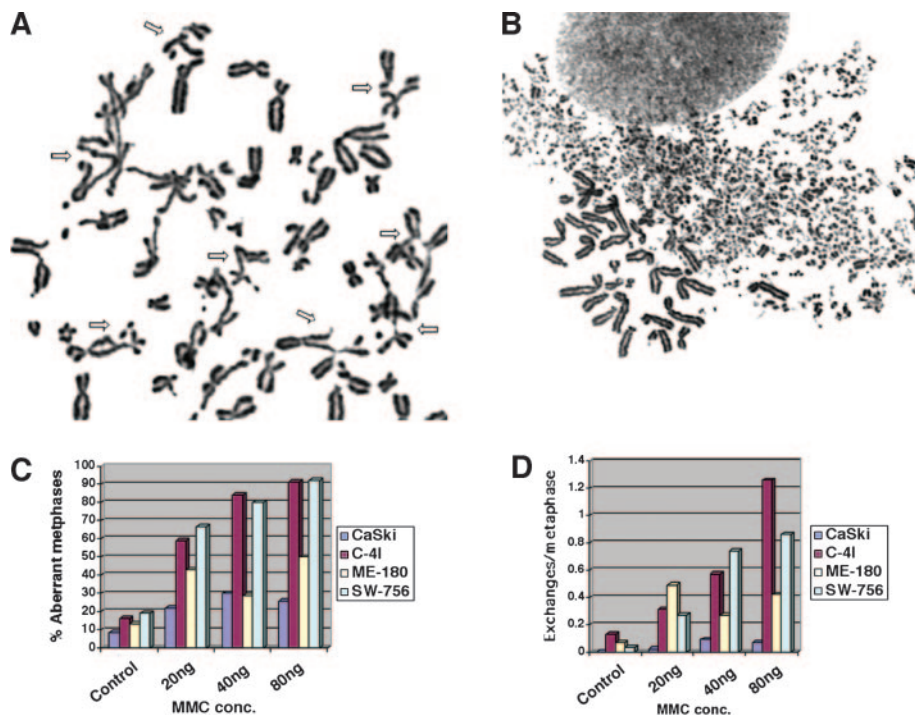 A
B
C
% Aberrant metphases
100
90
80
70
60
50
40
30
20
10
0
Control
20ng
40ng
80ng
MMC conc.
CaSki
C-4I
ME-180
SW-756
D
Exchanges/metaphase
1.4
1.2
1
0.8
0.6
0.4
0.2
0
Control
20ng
40ng
80ng
MMC conc.
CaSki
C-4I
ME-180
SW-756